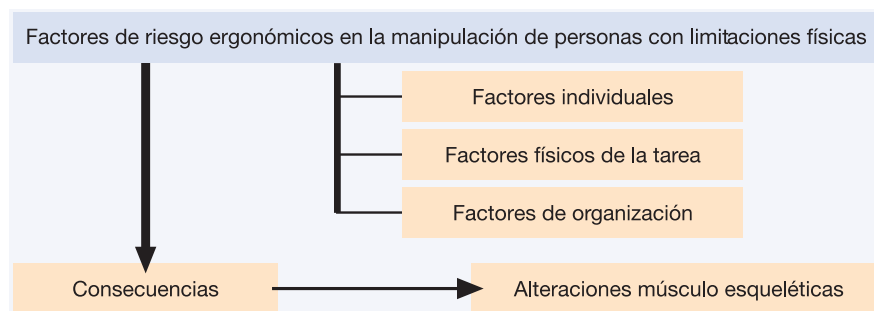 Factores de riesgo ergonómicos en la manipulación de personas con limitaciones físicas
Factores individuales
Factores físicos de la tarea
Factores de organización
Consecuencias
Alteraciones músculo esqueléticas